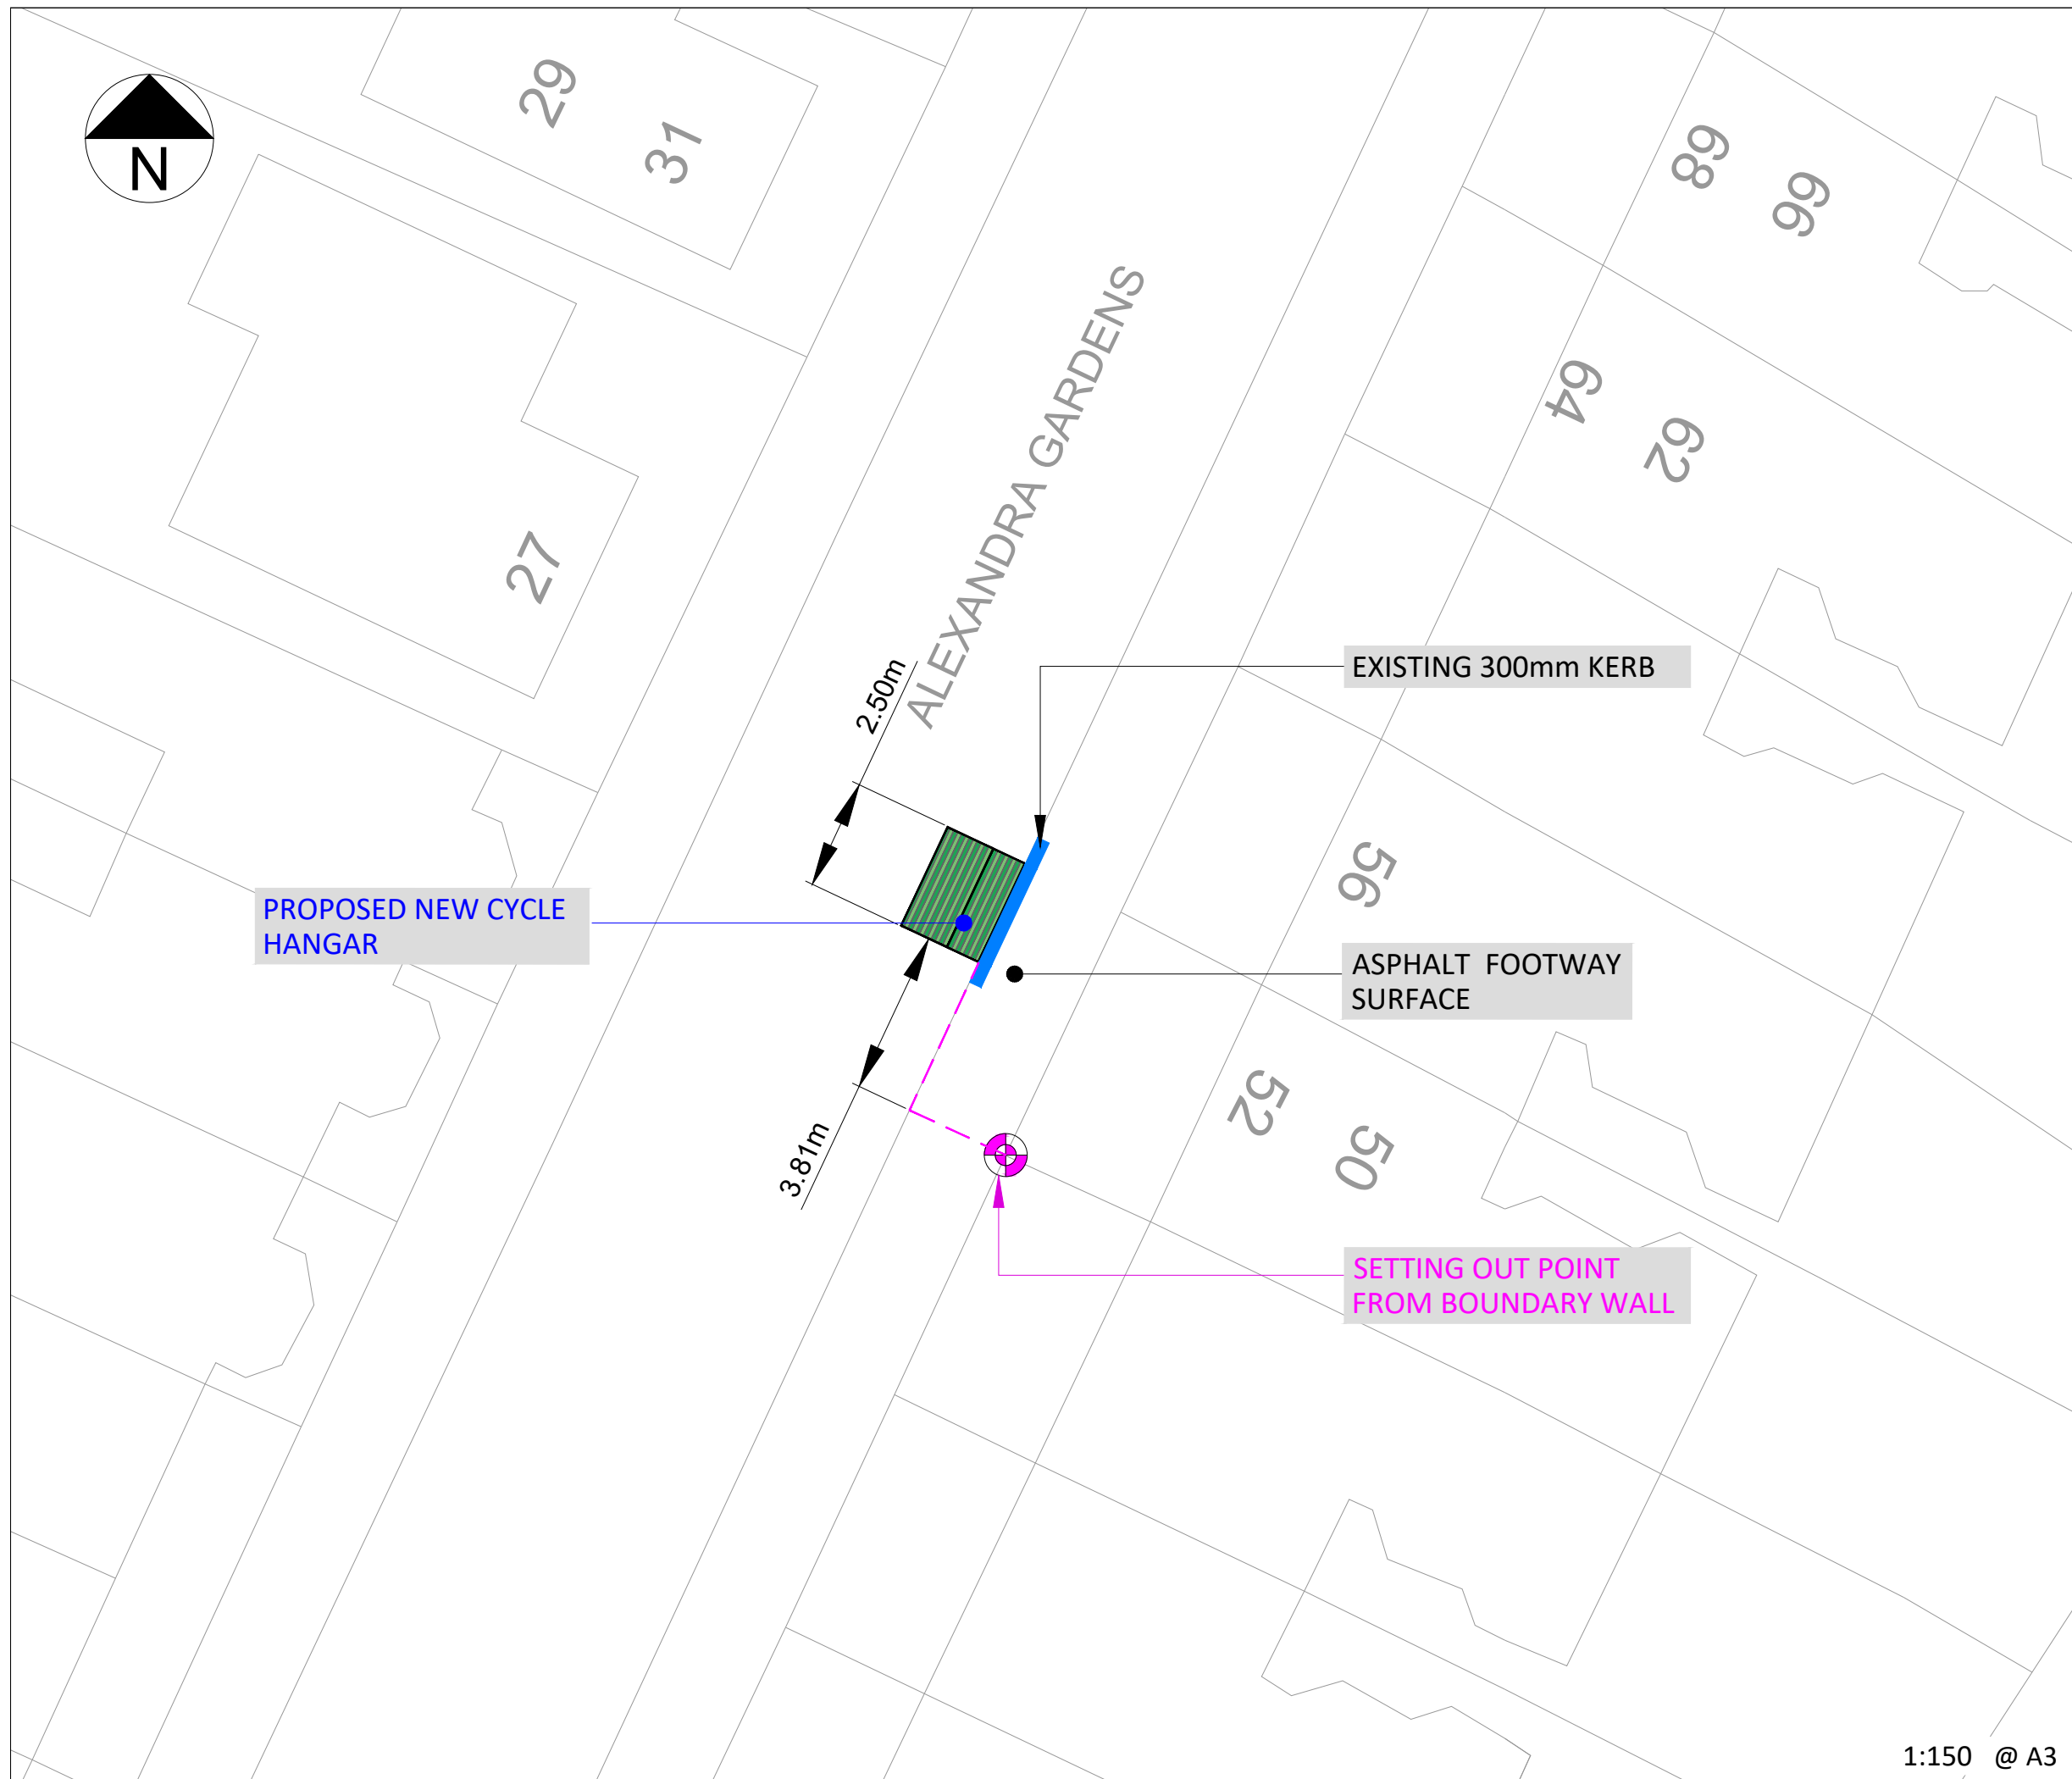 29
31
68
66
N
64
62
ALEXANDRA GARDENS
27
2.50m
EXISTING 300mm KERB
56
PROPOSED NEW CYCLE
HANGAR
ASPHALT FOOTWAY
SURFACE
52
50
3.81m
SETTING OUT POINT
FROM BOUNDARY WALL
1:150 @ A3